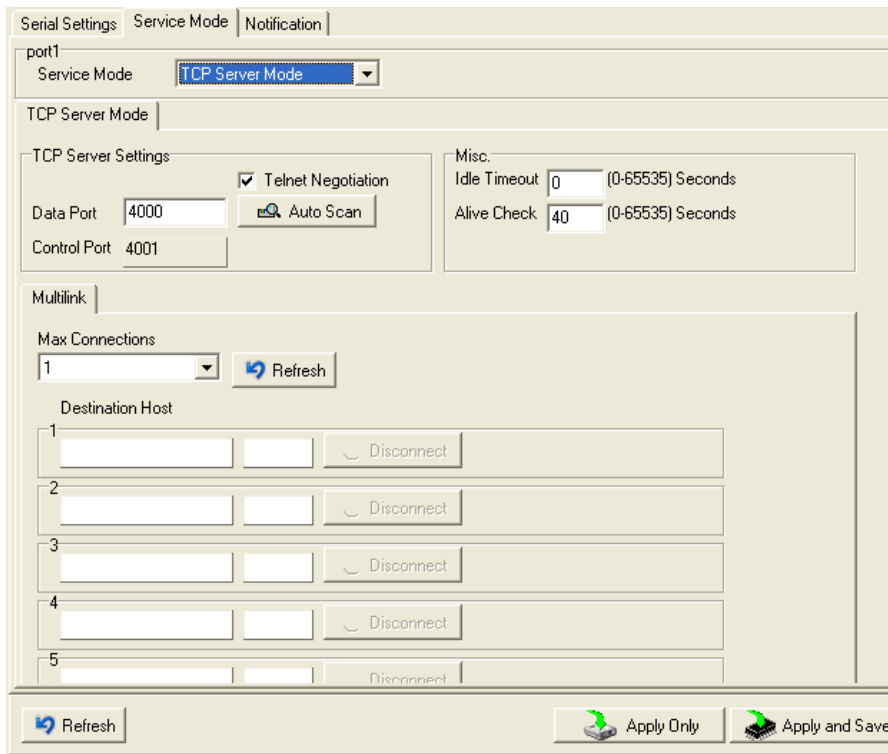 Serial Settings Service Mode Notification
port1
Service Mode TCP Server Mode
TCP Server Mode
TCP Server Settings
Telnet Negotiation
Data Port 4000 Auto Scan
Control Port 4001
Misc.
Idle Timeout 0 (0-65535) Seconds
Alive Check 40 (0-65535) Seconds
Multilink
Max Connections
1 Refresh
Destination Host
1
Disconnect
2
Disconnect
3
Disconnect
4
Disconnect
5
Disconnect
Refresh Apply Only Apply and Save